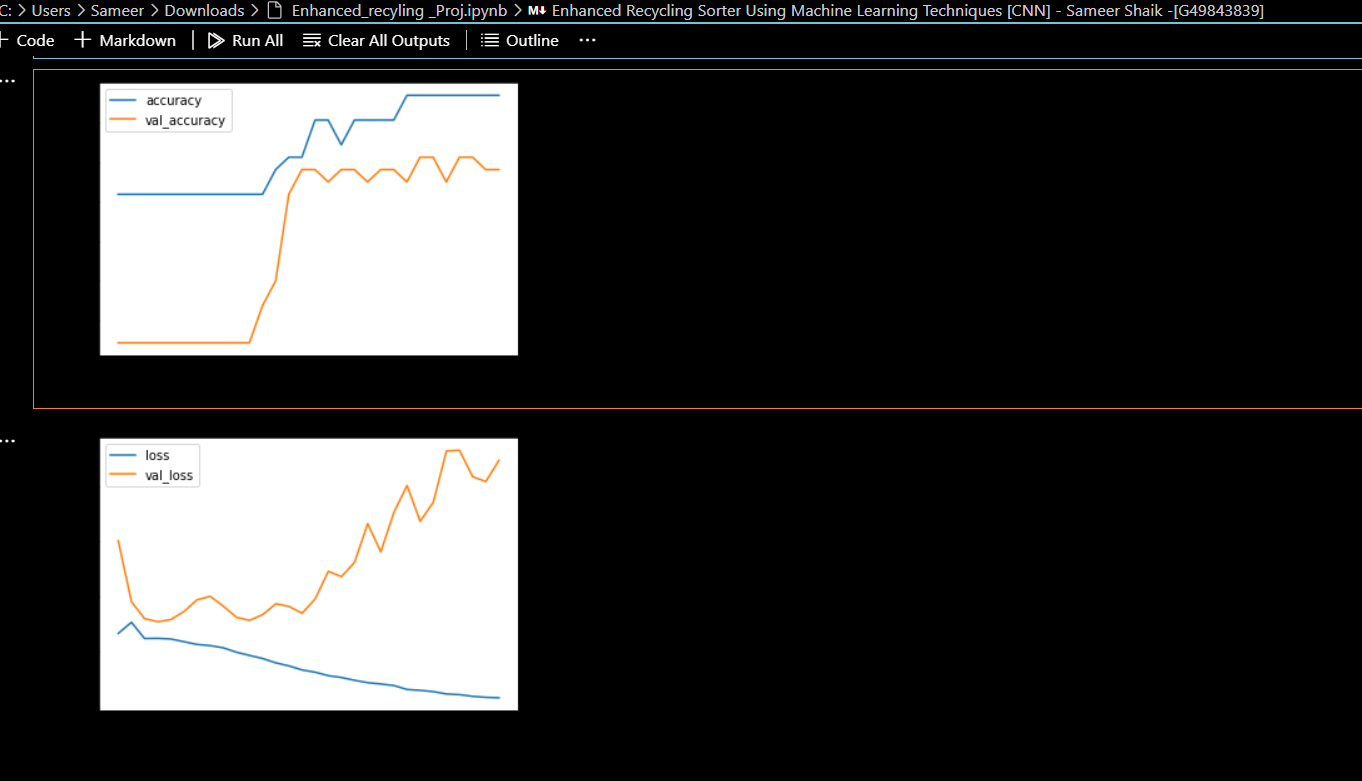 C: > Users > Sameer > Downloads > Enhanced_recyling _Proj.ipynb > M↓ Enhanced Recycling Sorter Using Machine Learning Techniques [CNN] - Sameer Shaik -[G49843839]
+ Code + Markdown | Run All Clear All Outputs | Outline ...
...
accuracy
val_accuracy
...
loss
val_loss